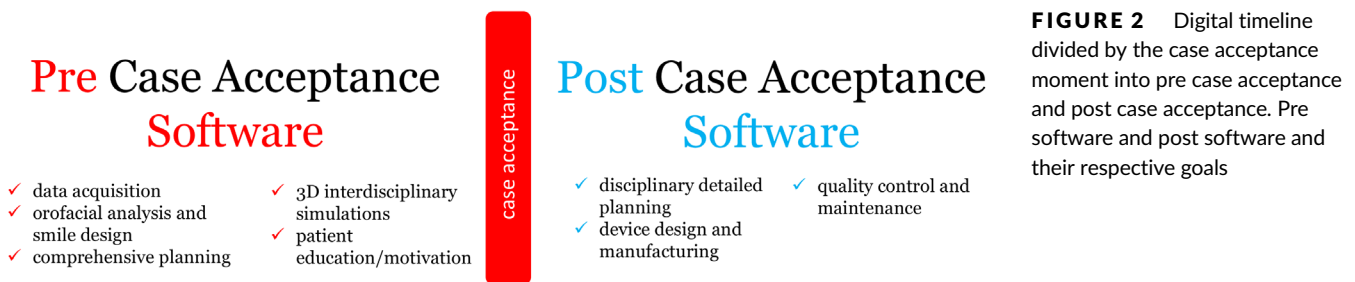 Pre Case Acceptance
Software
✓ data acquisition
✓ orofacial analysis and
smile design
✓ comprehensive planning
✓ 3D interdisciplinary
simulations
✓ patient
education/motivation
case acceptance
Post Case Acceptance
Software
✓ disciplinary detailed
planning
✓ device design and
manufacturing
✓ quality control and
maintenance
FIGURE 2 Digital timeline
divided by the case acceptance
moment into pre case acceptance
and post case acceptance. Pre
software and post software and
their respective goals